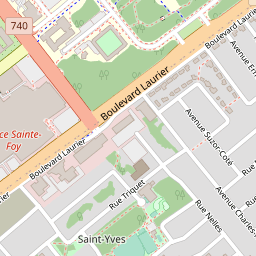 740
Boulevard Laurier
Boulevard Laurier
Avenue
ce Sainte-
Foy
Boulevard Laurier
Avenue Suzor-Coté
Rue Triquet
Rue Nelles
Avenue Charles-
Saint-Yves